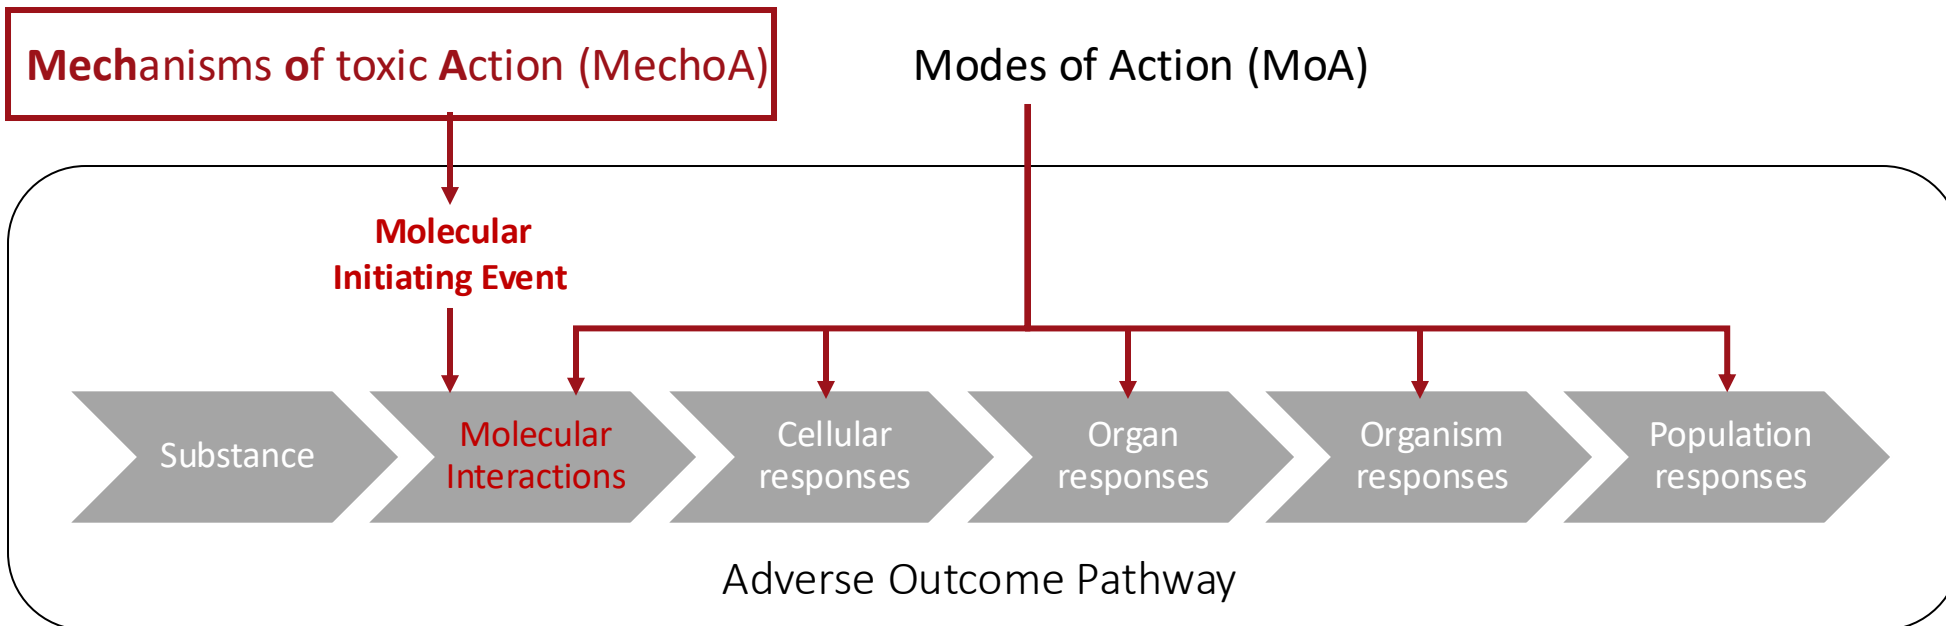 Mechanisms of toxic Action (MechoA)
Modes of Action (MoA)
Molecular
Initiating Event
Substance
Molecular
Interactions
Cellular
responses
Organ
responses
Organism
responses
Population
responses
Adverse Outcome Pathway